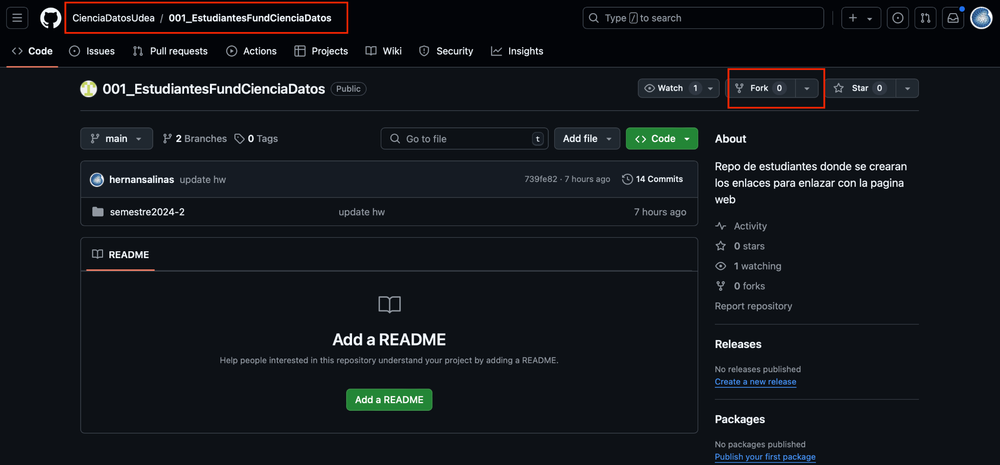 CienciaDatosUdea / 001_EstudiantesFundCienciaDatos
Type / to search
Code Issues Pull requests Actions Projects Wiki Security Insights
001_EstudiantesFundCienciaDatos Public
Watch 1 Fork 0 Star 0
main 2 Branches 0 Tags Go to file t Add file Code
hernansalinas update hw 739fe82 · 7 hours ago 14 Commits
semestre2024-2 update hw 7 hours ago
README
Add a README
Help people interested in this repository understand your project by adding a README.
Add a README
About
Repo de estudiantes donde se crearan
los enlaces para enlazar con la pagina
web
Activity
0 stars
1 watching
0 forks
Report repository
Releases
No releases published
Create a new release
Packages
No packages published
Publish your first package